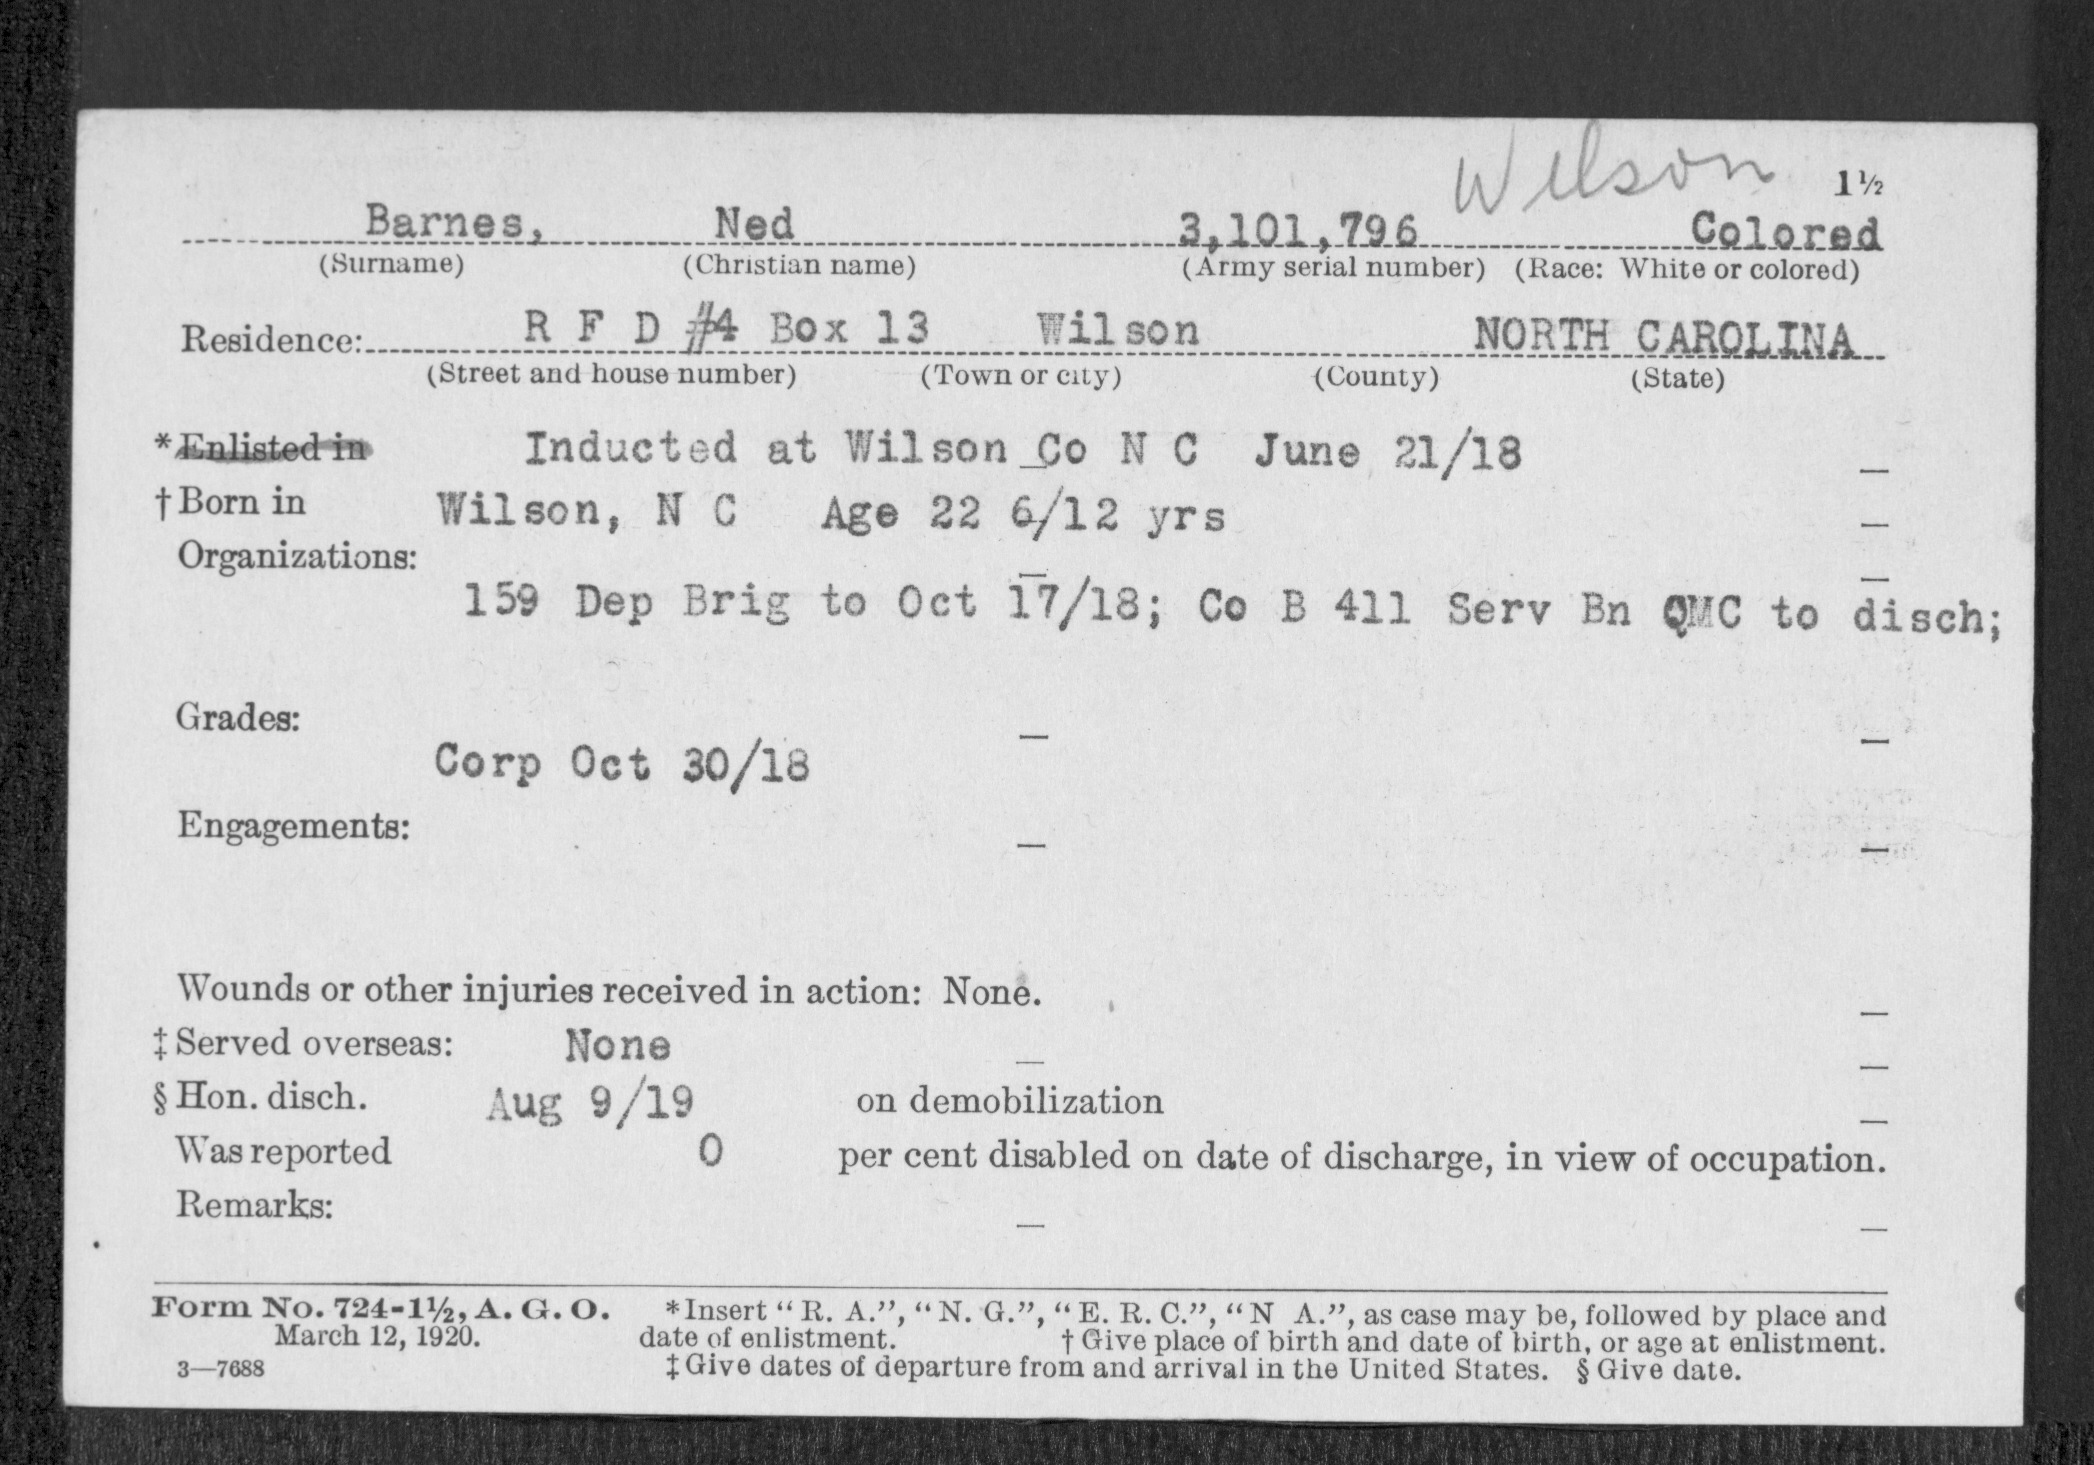 Wilson 1½
Barnes, Ned 3,101,796 Colored
(Surname) (Christian name) (Army serial number) (Race: White or colored)
Residence: R F D #4 Box 13 Wilson NORTH CAROLINA
(Street and house number) (Town or city) (County) (State)
*Enlisted in Inducted at Wilson Co N C June 21/18
†Born in Wilson, N C Age 22 6/12 yrs
Organizations:
159 Dep Brig to Oct 17/18; Co B 411 Serv Bn QMC to disch;
Grades:
Corp Oct 30/18
Engagements:
Wounds or other injuries received in action: None.
‡Served overseas: None
§Hon. disch. Aug 9/19 on demobilization
Was reported 0 per cent disabled on date of discharge, in view of occupation.
Remarks:
Form No. 724-1½, A. G. O. *Insert "R. A.", "N. G.", "E. R. C.", "N A.", as case may be, followed by place and
March 12, 1920. date of enlistment. †Give place of birth and date of birth, or age at enlistment.
3—7688 ‡Give dates of departure from and arrival in the United States. §Give date.